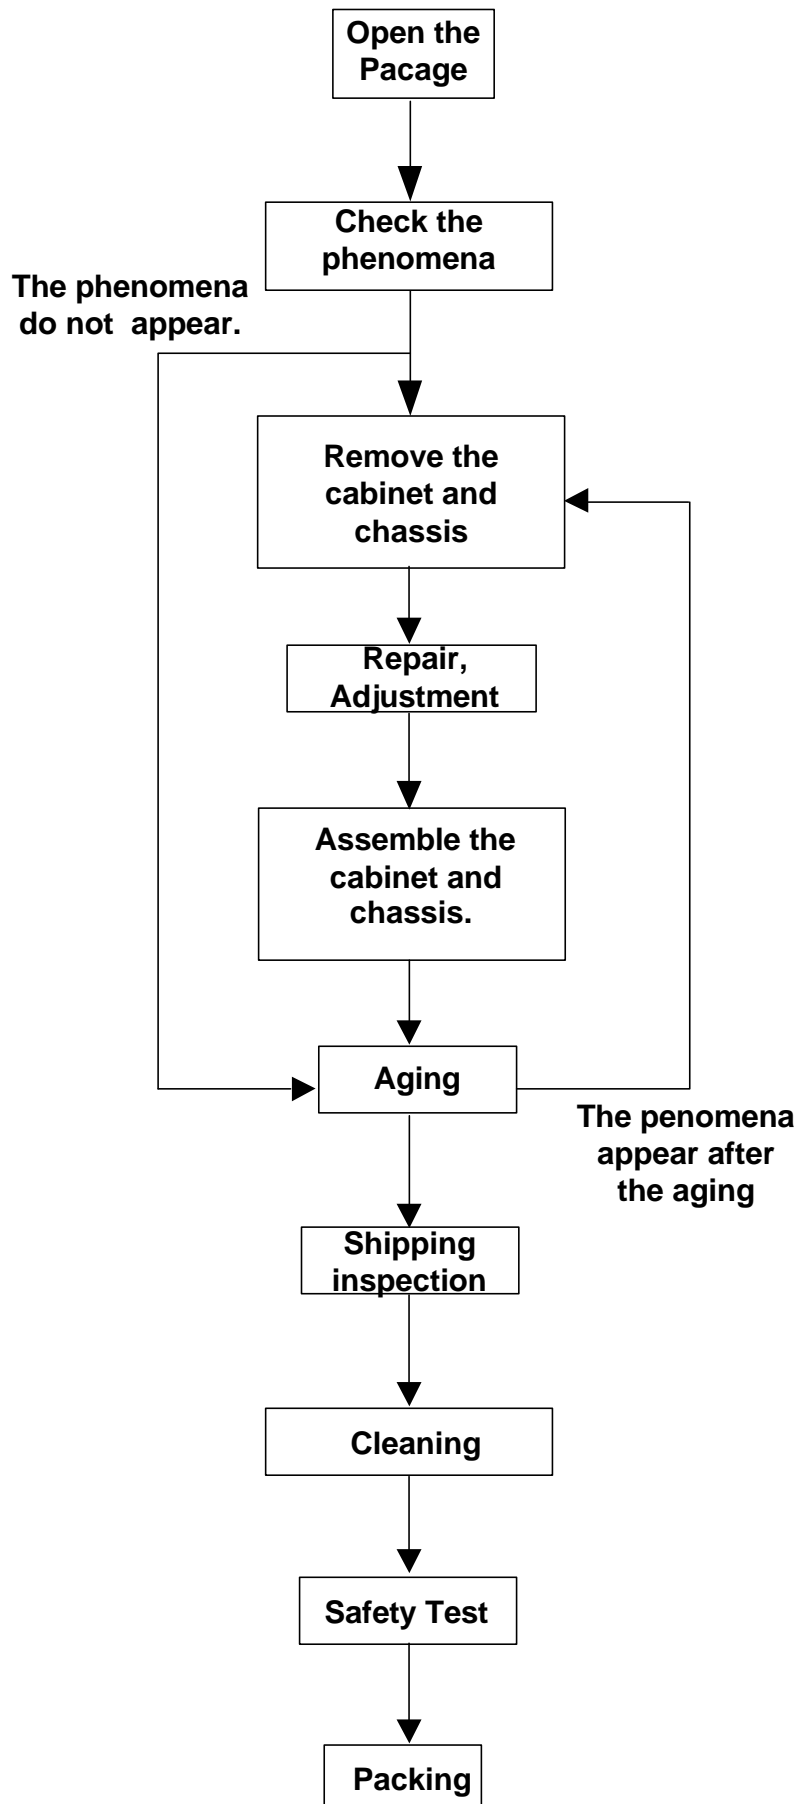 Open the
Pacage
Check the
phenomena
The phenomena
do not  appear.
Remove the
cabinet and
chassis
Repair,
Adjustment
Assemble the
cabinet and
chassis.
Aging
The penomena
appear after
the aging
Shipping
inspection
Cleaning
Safety Test
Packing